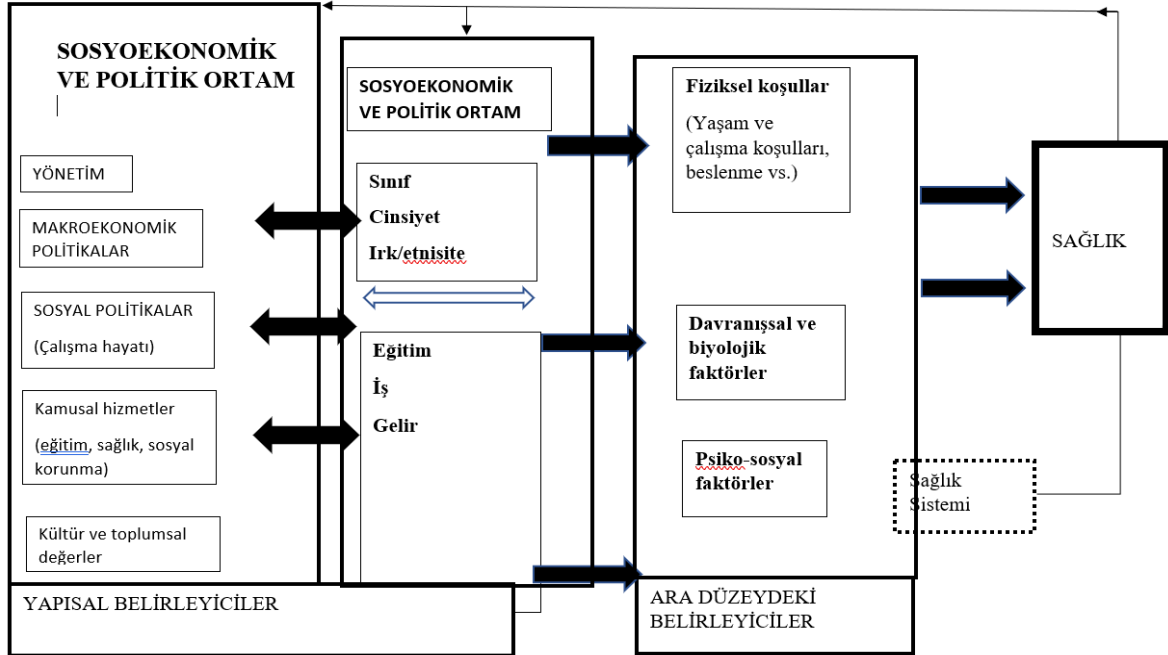 SOSYOEKONOMİK
VE POLİTİK ORTAM
YÖNETİM
MAKROEKONOMİK
POLİTİKALAR
SOSYAL POLİTİKALAR
(Çalışma hayatı)
Kamusal hizmetler
(eğitim, sağlık, sosyal
korunma)
Kültür ve toplumsal
değerler
YAPISAL BELİRLEYİCİLER
SOSYOEKONOMİK
VE POLİTİK ORTAM
Sınıf
Cinsiyet
Irk/etnisite
Eğitim
İş
Gelir
Fiziksel koşullar
(Yaşam ve
çalışma koşulları,
beslenme vs.)
Davranışsal ve
biyolojik
faktörler
Psiko-sosyal
faktörler
ARA DÜZEYDEKİ
BELİRLEYİCİLER
SAĞLIK
Sağlık
Sistemi